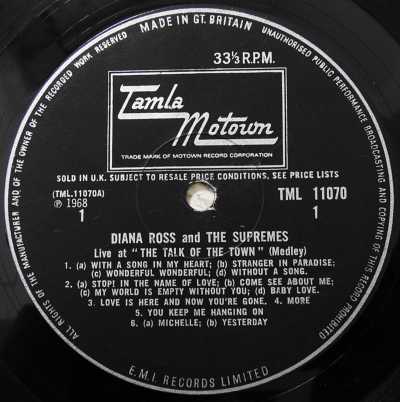 MADE IN GT. BRITAIN
ALL RIGHTS OF THE MANUFACTURER AND OF THE OWNER OF THE RECORDED WORK RESERVED
UNAUTHORISED PUBLIC PERFORMANCE BROADCASTING AND COPYING OF THIS RECORD PROHIBITED
33⅓ R.P.M.
Tamla
Motown
TRADE MARK OF MOTOWN RECORD CORPORATION
SOLD IN U.K. SUBJECT TO RESALE PRICE CONDITIONS, SEE PRICE LISTS
(TML.11070A)
TML 11070
℗ 1968
1
1
DIANA ROSS and THE SUPREMES
Live at "THE TALK OF THE TOWN" (Medley)
1. (a) WITH A SONG IN MY HEART; (b) STRANGER IN PARADISE;
(c) WONDERFUL WONDERFUL; (d) WITHOUT A SONG.
2. (a) STOP! IN THE NAME OF LOVE; (b) COME SEE ABOUT ME;
(c) MY WORLD IS EMPTY WITHOUT YOU; (d) BABY LOVE.
3. LOVE IS HERE AND NOW YOU'RE GONE. 4. MORE
5. YOU KEEP ME HANGING ON
6. (a) MICHELLE; (b) YESTERDAY
E.M.I. RECORDS LIMITED